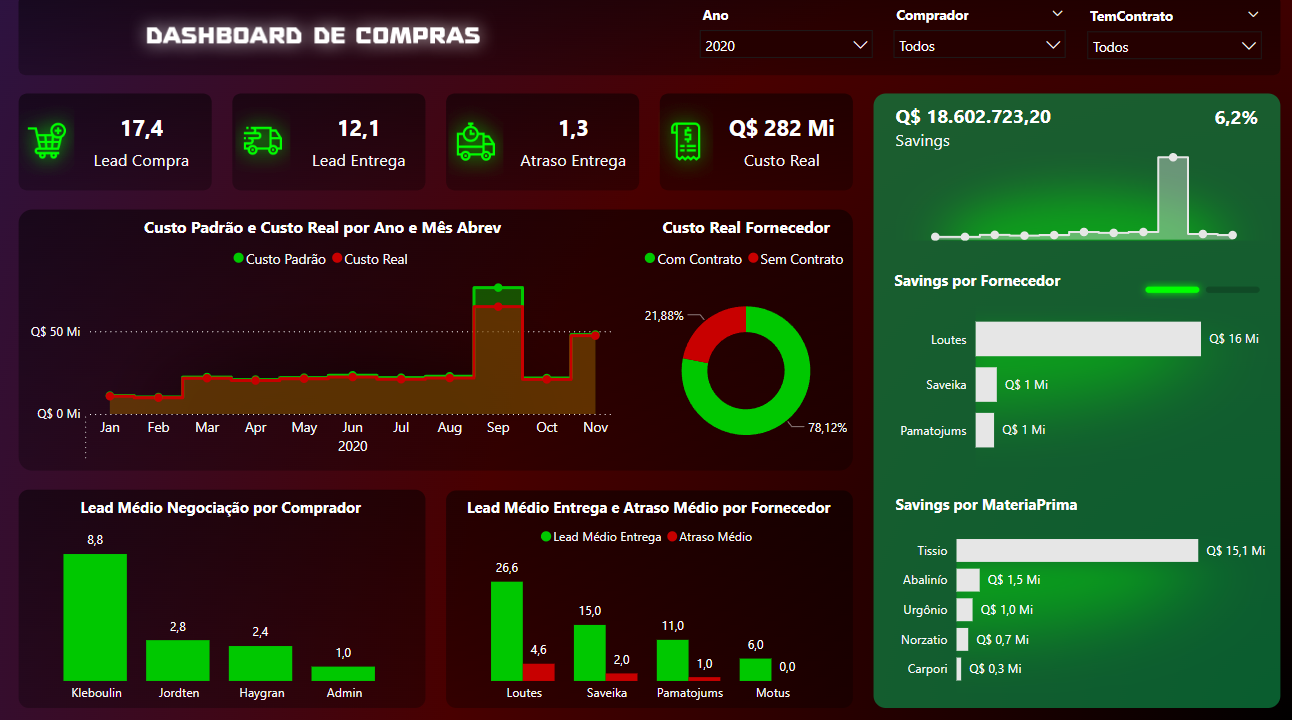 DASHBOARD DE COMPRAS
Ano
2020
Comprador
Todos
TemContrato
Todos
17,4
Lead Compra
12,1
Lead Entrega
1,3
Atraso Entrega
Q$ 282 Mi
Custo Real
Custo Padrão e Custo Real por Ano e Mês Abrev
Custo Padrão Custo Real
Q$ 50 Mi
Q$ 0 Mi
Jan Feb Mar Apr May Jun Jul Aug Sep Oct Nov
2020
Custo Real Fornecedor
Com Contrato Sem Contrato
21,88%
78,12%
Lead Médio Negociação por Comprador
8,8
2,8
2,4
1,0
Kleboulin Jordten Haygran Admin
Lead Médio Entrega e Atraso Médio por Fornecedor
Lead Médio Entrega Atraso Médio
26,6
4,6
15,0
2,0
11,0
1,0
6,0
0,0
Loutes Saveika Pamatojums Motus
Q$ 18.602.723,20
6,2%
Savings
Savings por Fornecedor
Loutes Q$ 16 Mi
Saveika Q$ 1 Mi
Pamatojums Q$ 1 Mi
Savings por MateriaPrima
Tissio Q$ 15,1 Mi
Abalinío Q$ 1,5 Mi
Urgônio Q$ 1,0 Mi
Norzatio Q$ 0,7 Mi
Carpori Q$ 0,3 Mi